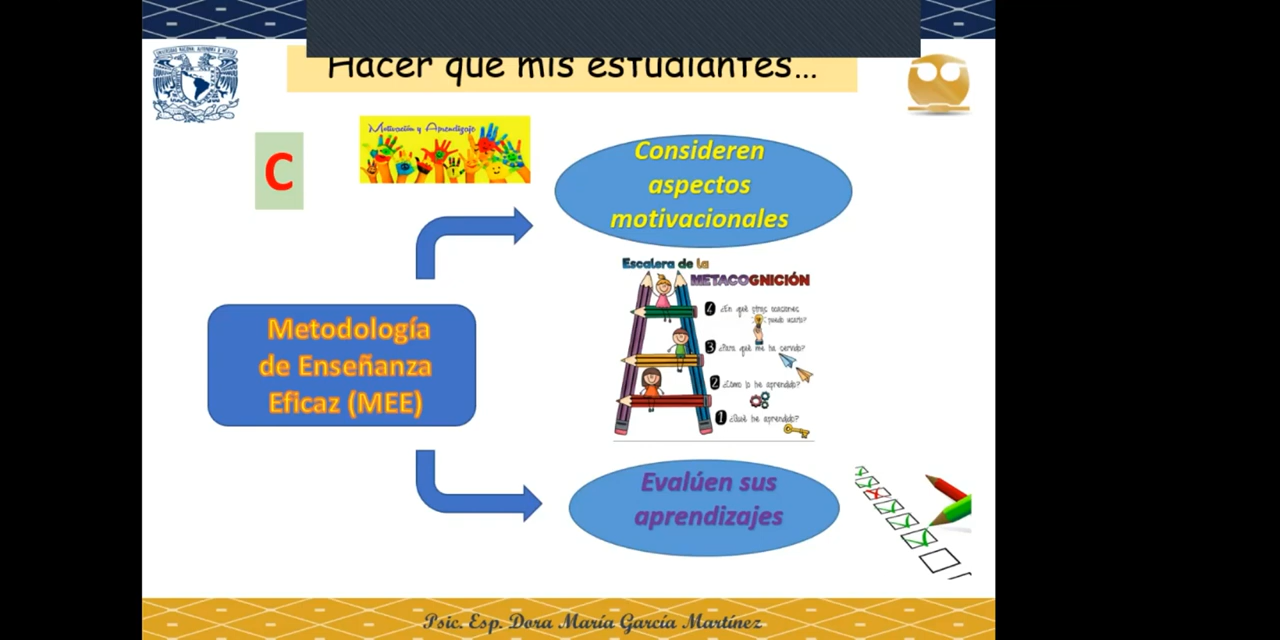 Hacer que mis estudiantes...
Motivación y Aprendizaje
C
Consideren
aspectos
motivacionales
Escalera de la
METACOGNICIÓN
4 ¿En qué otras ocasiones
puedo usarlo?
3 ¿Para qué me ha servido?
2 ¿Cómo lo he aprendido?
1 ¿Qué he aprendido?
Metodología
de Enseñanza
Eficaz (MEE)
Evalúen sus
aprendizajes
Psic. Esp. Dora María García Martínez